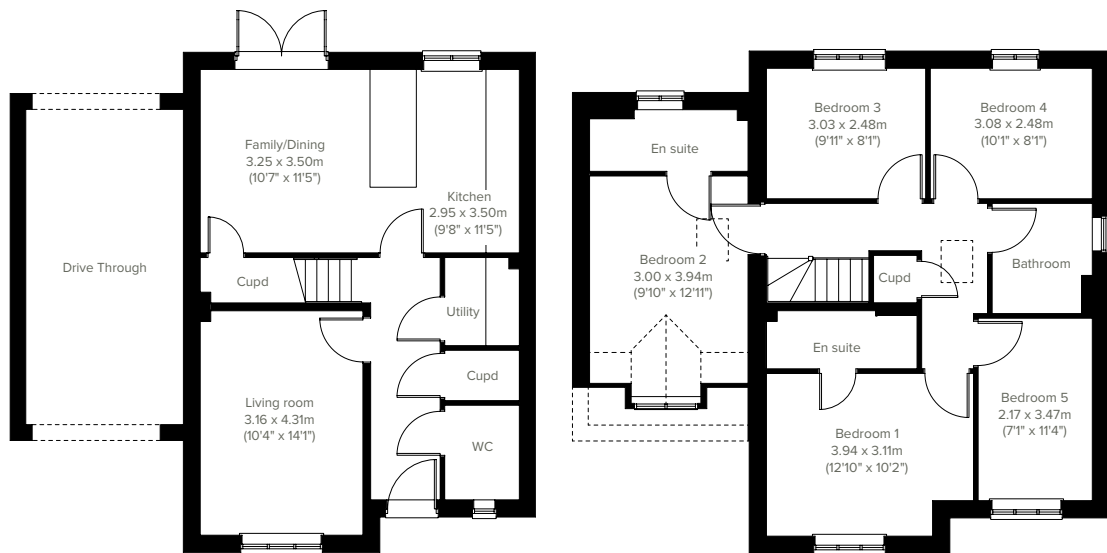 Family/Dining
3.25 x 3.50m
(10'7" x 11'5")
Kitchen
2.95 x 3.50m
(9'8" x 11'5")
Drive Through
Cupd
Utility
Cupd
Living room
3.16 x 4.31m
(10'4" x 14'1")
WC
Bedroom 3
3.03 x 2.48m
(9'11" x 8'1")
Bedroom 4
3.08 x 2.48m
(10'1" x 8'1")
En suite
Bedroom 2
3.00 x 3.94m
(9'10" x 12'11")
Cupd
Bathroom
En suite
Bedroom 5
2.17 x 3.47m
(7'1" x 11'4")
Bedroom 1
3.94 x 3.11m
(12'10" x 10'2")